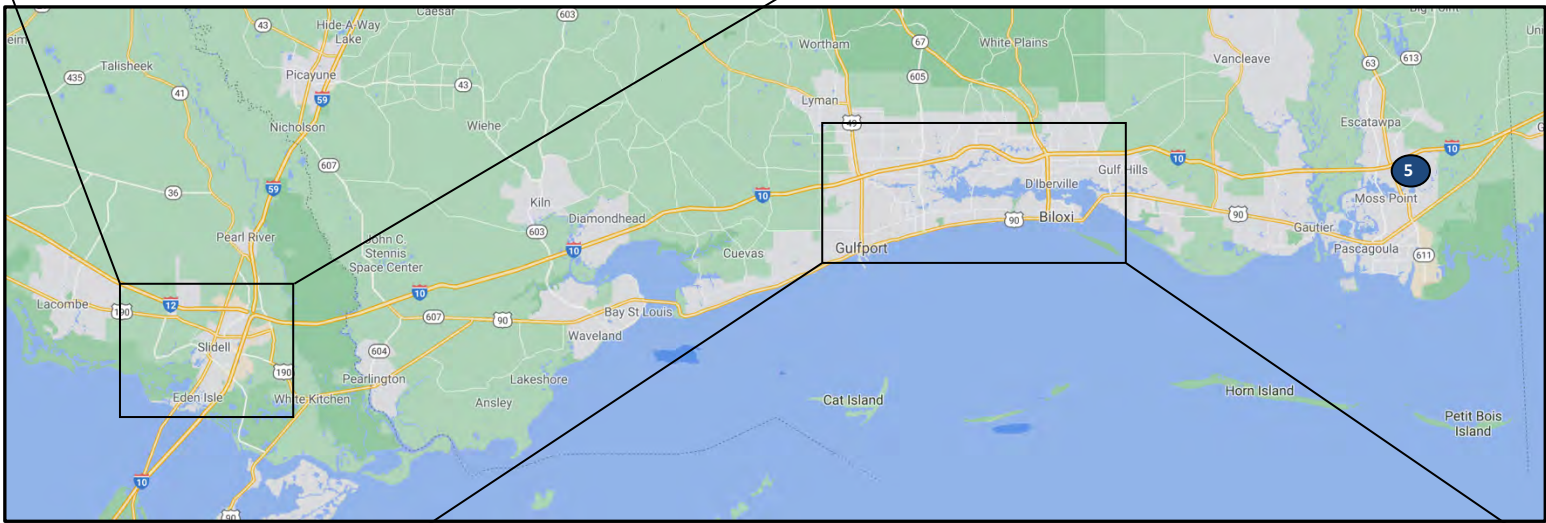 Caesar
603
43
Hide-A-Way
Lake
Wortham
67
White Plains
Talisheek
435
Picayune
43
605
Vancleave
63
613
41
59
Lyman
Nicholson
Wiehe
49
Escatawpa
10
607
10
5
36
59
Kiln
10
D'Iberville
Gulf Hills
Moss Point
603
Diamondhead
90
Biloxi
90
Gautier
Pearl River
John C.
Stennis
Space Center
10
Cuevas
Gulfport
Pascagoula
611
10
Lacombe
190
12
607
90
Bay St Louis
Waveland
Slidell
604
190
Pearlington
Lakeshore
Eden Isle
White Kitchen
Ansley
Cat Island
Horn Island
Petit Bois
Island
10
90